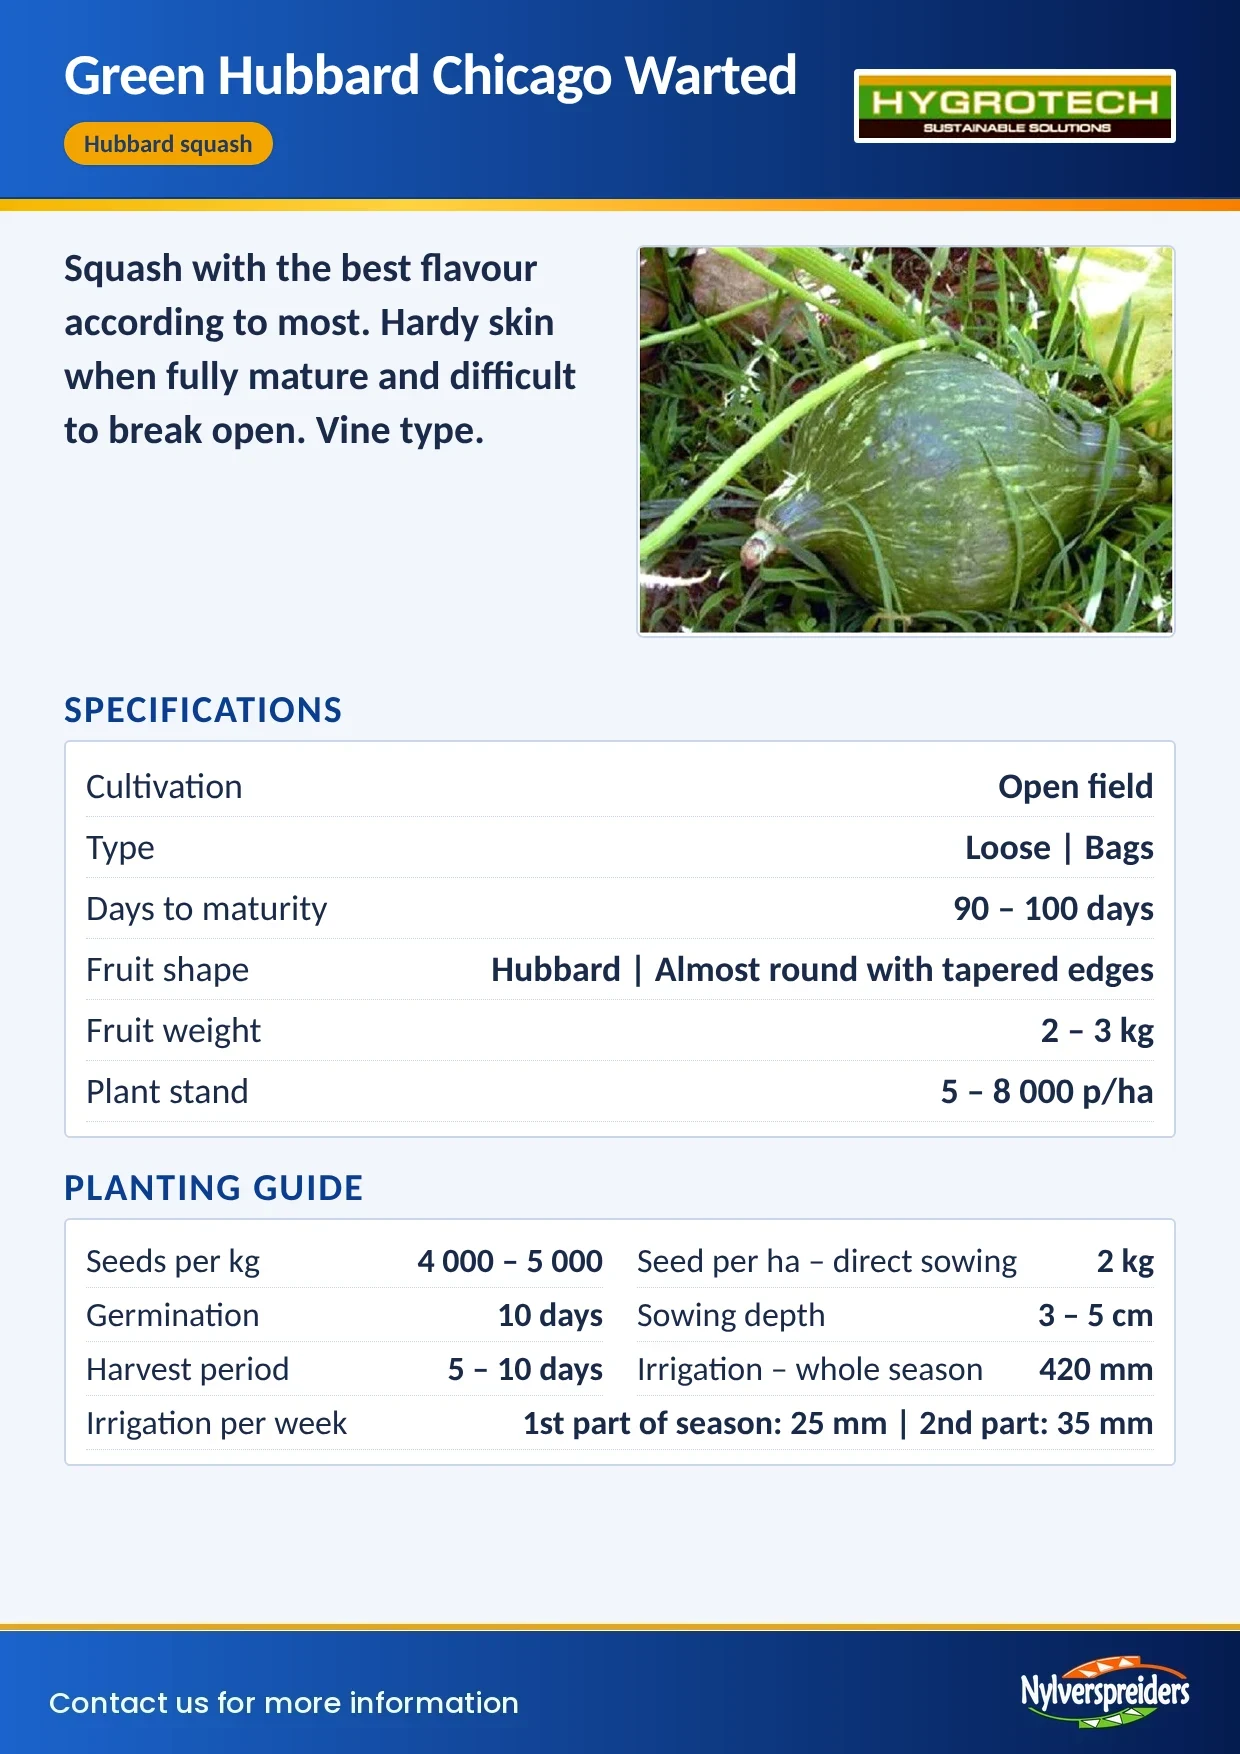 Green Hubbard Chicago Warted
Hubbard squash
HYGROTECH
SUSTAINABLE SOLUTIONS
Squash with the best flavour
according to most. Hardy skin
when fully mature and difficult
to break open. Vine type.
SPECIFICATIONS
Cultivation Open field
Type Loose | Bags
Days to maturity 90 – 100 days
Fruit shape Hubbard | Almost round with tapered edges
Fruit weight 2 – 3 kg
Plant stand 5 – 8 000 p/ha
PLANTING GUIDE
Seeds per kg 4 000 – 5 000 Seed per ha – direct sowing 2 kg
Germination 10 days Sowing depth 3 – 5 cm
Harvest period 5 – 10 days Irrigation – whole season 420 mm
Irrigation per week 1st part of season: 25 mm | 2nd part: 35 mm
Contact us for more information
Nylverspreiders